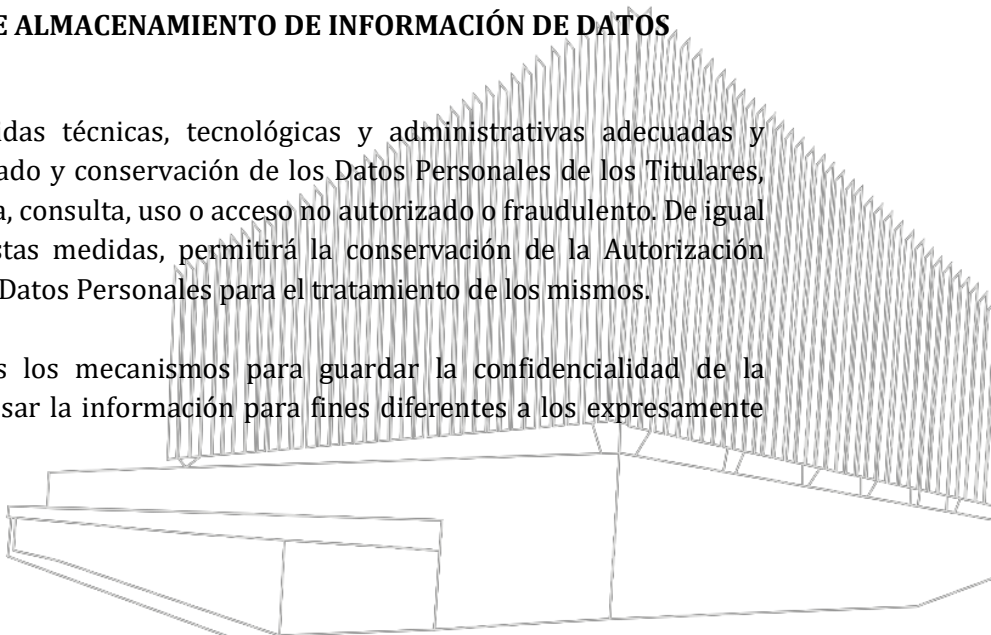 E ALMACENAMIENTO DE INFORMACIÓN DE DATOS
idas técnicas, tecnológicas y administrativas adecuadas y
ado y conservación de los Datos Personales de los Titulares,
a, consulta, uso o acceso no autorizado o fraudulento. De igual
stas medidas, permitirá la conservación de la Autorización
Datos Personales para el tratamiento de los mismos.
s los mecanismos para guardar la confidencialidad de la
sar la información para fines diferentes a los expresamente